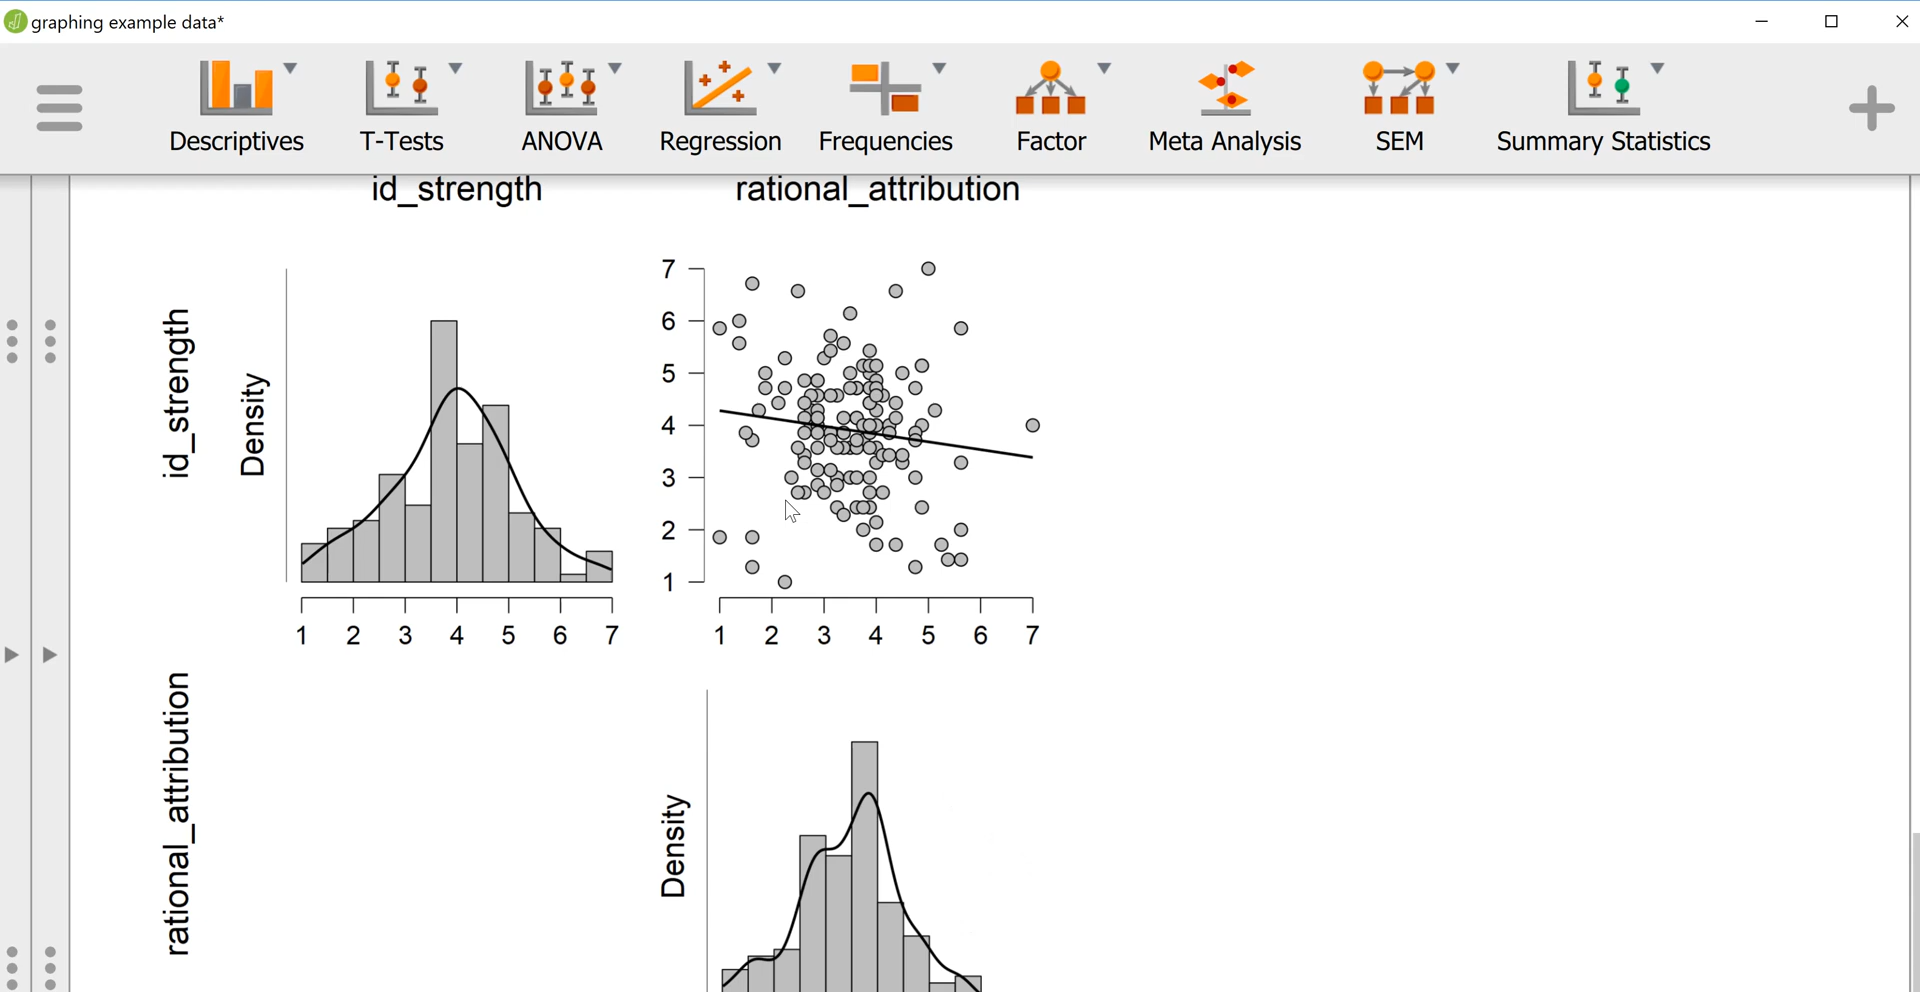 graphing example data*
Descriptives
T-Tests
ANOVA
Regression
Frequencies
Factor
Meta Analysis
SEM
Summary Statistics
id_strength
rational_attribution
id_strength
Density
1 2 3 4 5 6 7
7
6
5
4
3
2
1
1 2 3 4 5 6 7
rational_attribution
Density